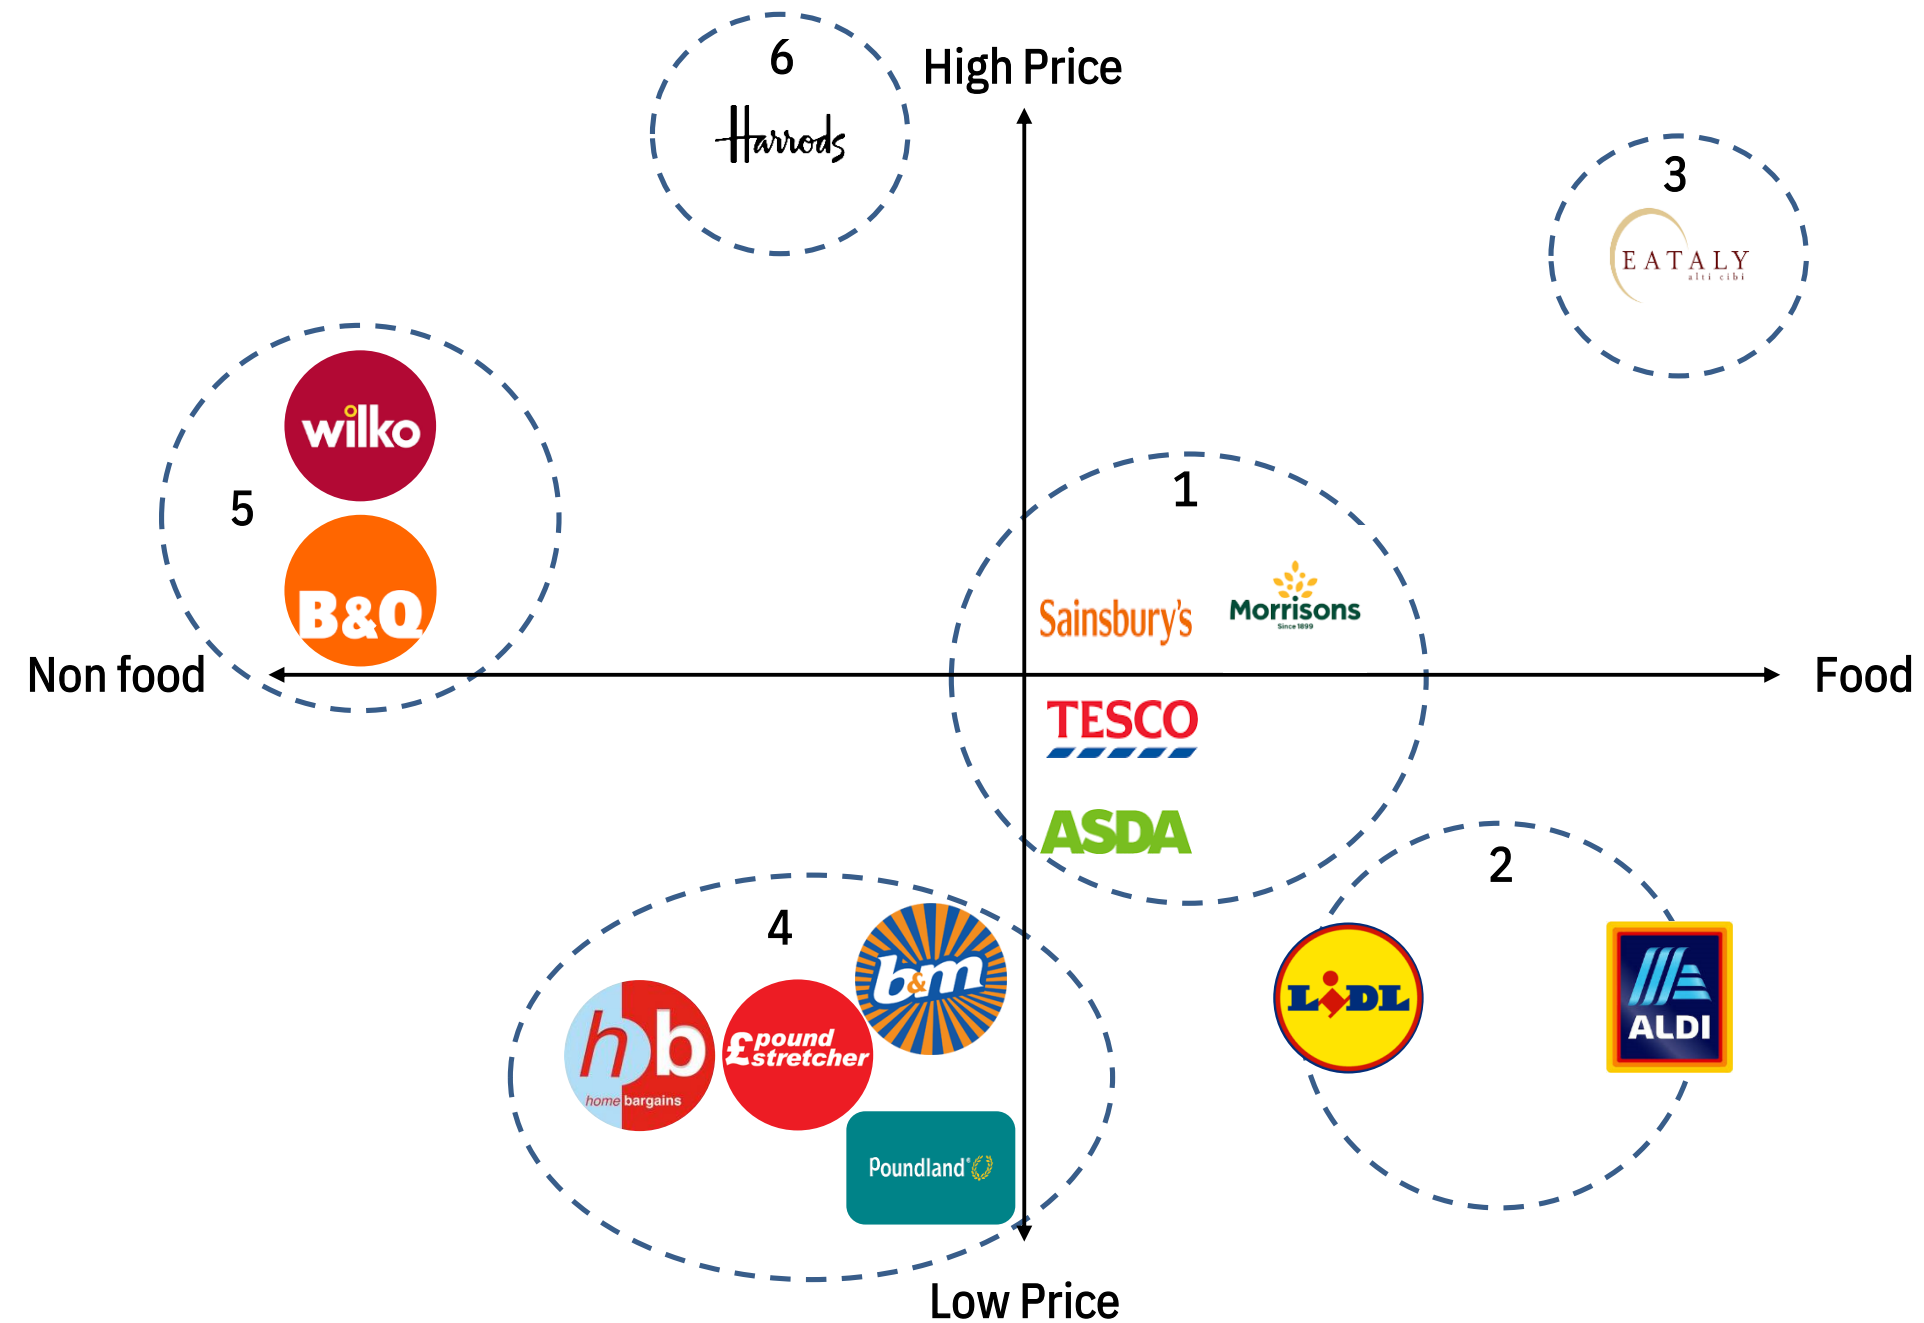 6
High Price
Harrods
3
EATALY
alti cibi
wilko
5
B&Q
1
Sainsbury's
Morrisons
Since 1899
Non food
Food
TESCO
ASDA
2
4
b&m
LIDL
ALDI
hb
home bargains
£pound
stretcher
Poundland®
Low Price